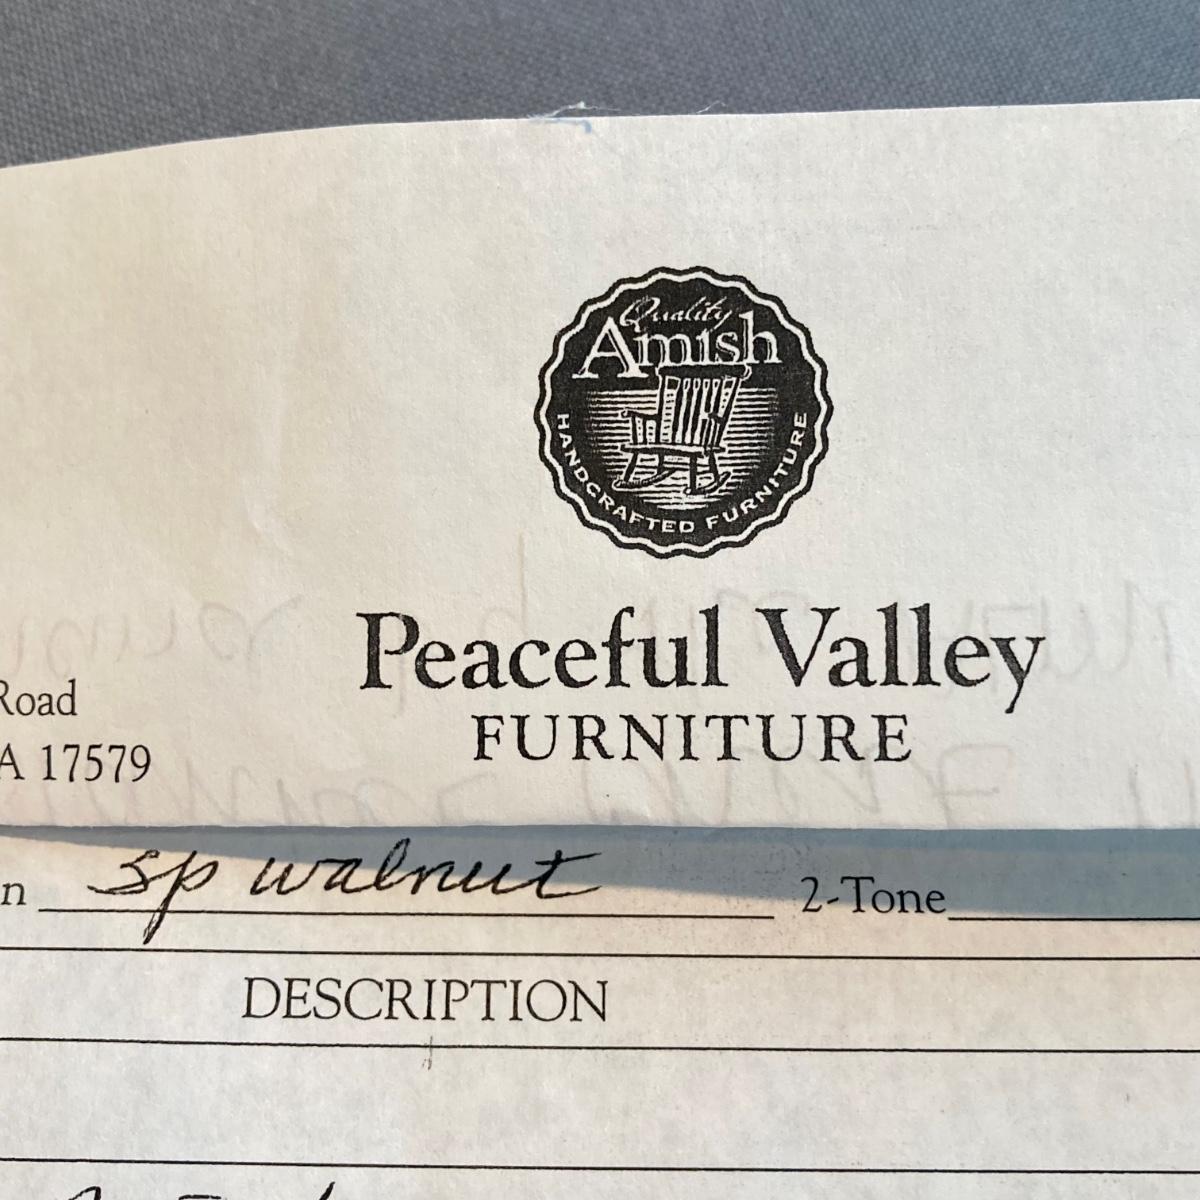 Quality
Amish
HANDCRAFTED FURNITURE
Peaceful Valley
FURNITURE
Road
A 17579
n sp walnut 2-Tone
DESCRIPTION